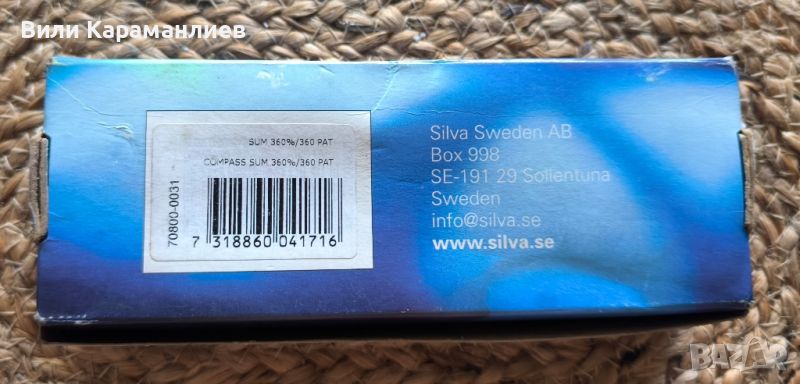 Вили Караманлиев
SUM 360%/360 PAT
COMPASS SUM 360%/360 PAT
70800-0031
7 318860 041716
Silva Sweden AB
Box 998
SE-191 29 Sollentuna
Sweden
info@silva.se
www.silva.se
BAZAR